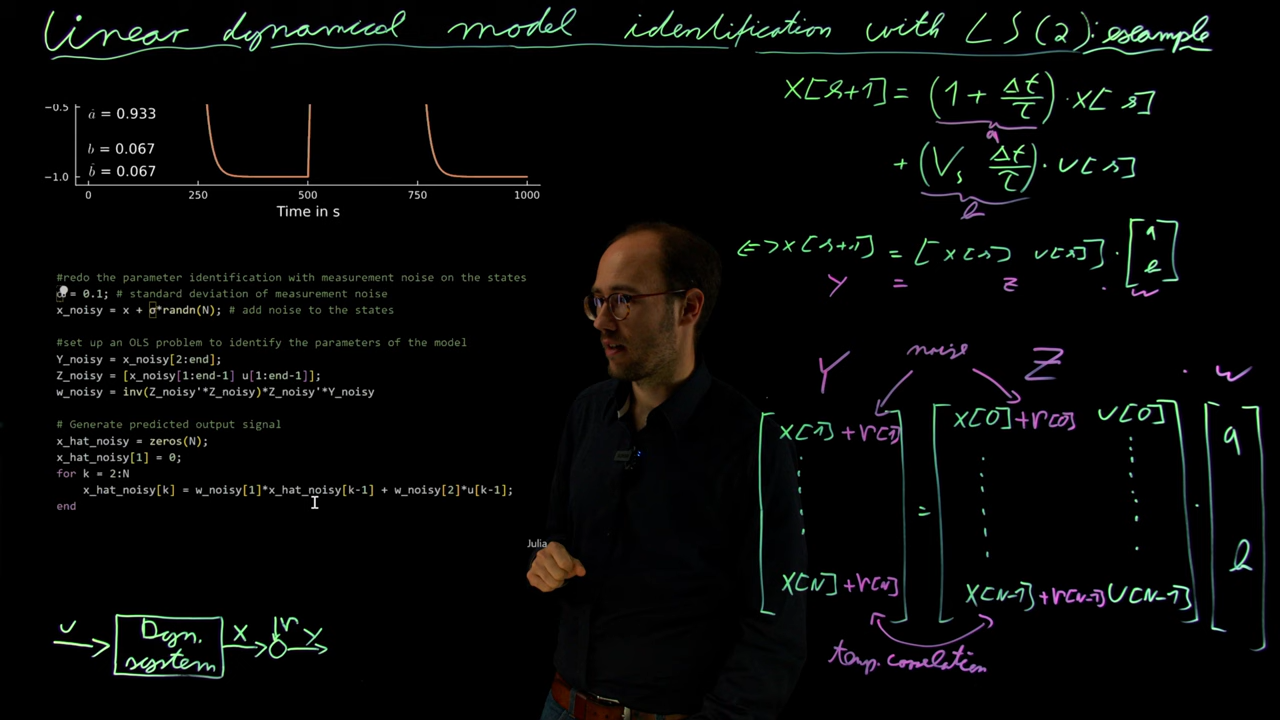 linear dynamical model identification with LS(2): example
-0.5
â = 0.933
b = 0.067
b̂ = 0.067
-1.0
0 250 500 750 1000
Time in s
#redo the parameter identification with measurement noise on the states
σ = 0.1; # standard deviation of measurement noise
x_noisy = x + σ*randn(N); # add noise to the states
#set up an OLS problem to identify the parameters of the model
Y_noisy = x_noisy[2:end];
Z_noisy = [x_noisy[1:end-1] u[1:end-1]];
w_noisy = inv(Z_noisy'*Z_noisy)*Z_noisy'*Y_noisy
# Generate predicted output signal
x_hat_noisy = zeros(N);
x_hat_noisy[1] = 0;
for k = 2:N
x_hat_noisy[k] = w_noisy[1]*x_hat_noisy[k-1] + w_noisy[2]*u[k-1];
end
Julia
U Dyn. system X r y
X[s+1] = (1 + Δt/τ) · X[s]
a
+ (Vs Δt/τ) · U[s]
b
<=> X[s+1] = [X[s] U[s]] · [a b]
Y = Z · w
Y noise Z · w
X[1] + r[1] X[0] + r[0] U[0] a
= ·
X[N] + r[N] X[N-1] + r[N-1] U[N-1] b
temp. correlation